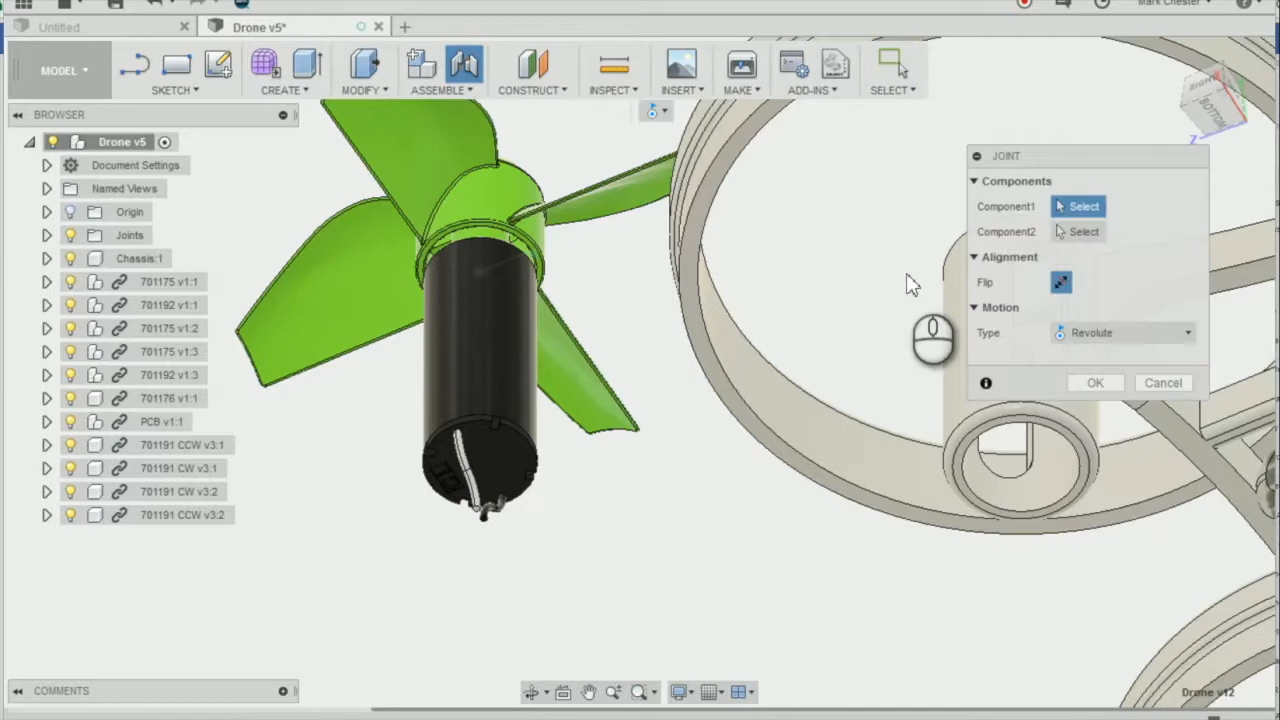 Mark Chester
Untitled
Drone v5*
MODEL
SKETCH
CREATE
MODIFY
ASSEMBLE
CONSTRUCT
INSPECT
INSERT
MAKE
ADD-INS
SELECT
BROWSER
Drone v5
Document Settings
Named Views
Origin
Joints
Chassis:1
701175 v1:1
701192 v1:1
701175 v1:2
701175 v1:3
701192 v1:3
701176 v1:1
PCB v1:1
701191 CCW v3:1
701191 CW v3:1
701191 CW v3:2
701191 CCW v3:2
BOTTOM
Z
JOINT
Components
Component1 Select
Component2 Select
Alignment
Flip
Motion
Type Revolute
OK Cancel
COMMENTS
Drone v12